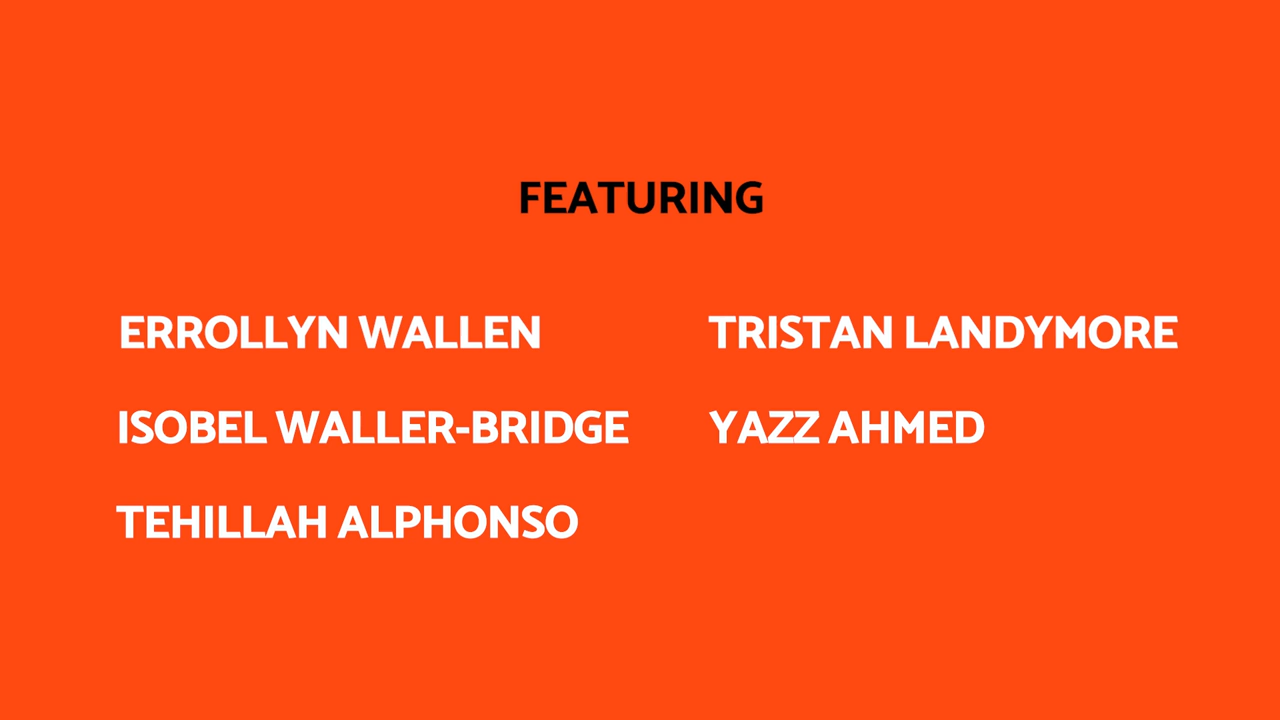 FEATURING
ERROLLYN WALLEN
ISOBEL WALLER-BRIDGE
TEHILLAH ALPHONSO
TRISTAN LANDYMORE
YAZZ AHMED